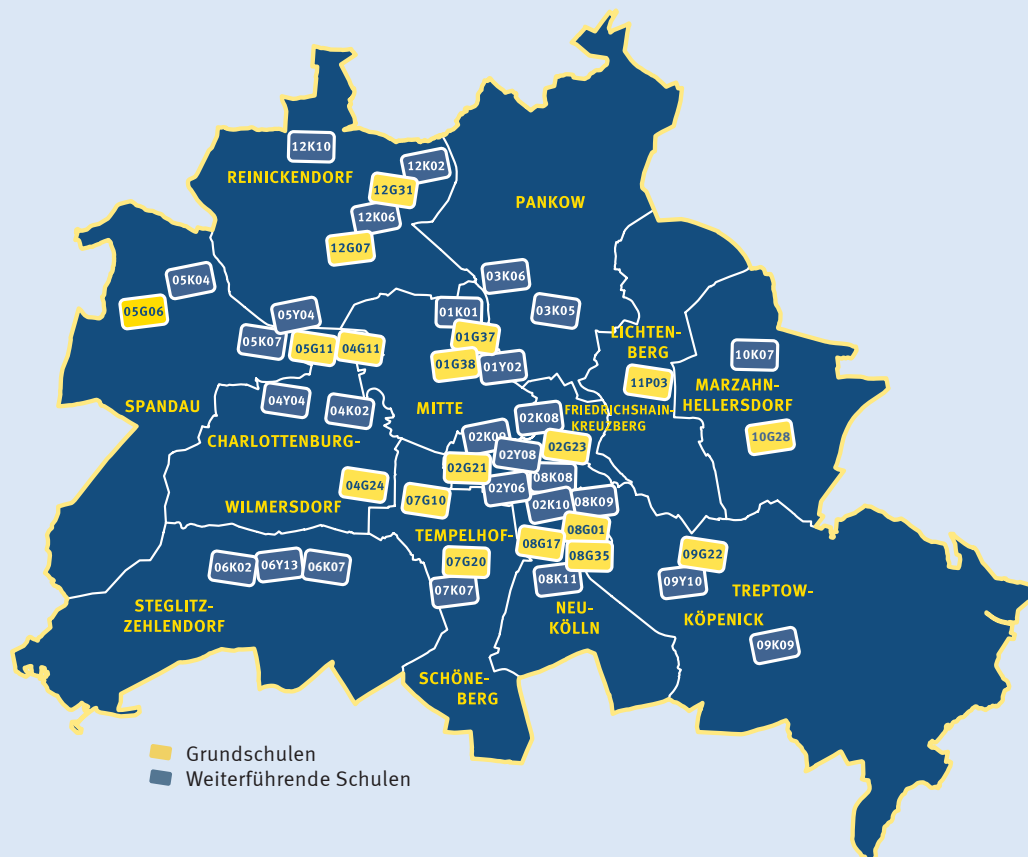 12K10
12K02
REINICKENDORF
12G31
PANKOW
12K06
12G07
05K04
03K06
05G06
03K05
01K01
05Y04
01G37
05K07
05G11
04G11
LICHTEN-
BERG
10K07
01G38
01Y02
11P03
MARZAHN-
HELLERSDORF
04Y04
04K02
SPANDAU
MITTE
FRIEDRICHSHAIN-
KREUZBERG
02K08
CHARLOTTENBURG-
02K09
10G28
02Y08
02G23
02G21
08K08
04G24
02Y06
07G10
WILMERSDORF
02K10
08K09
TEMPELHOF-
08G01
08G17
08G35
09G22
07G20
06K02
06Y13
06K07
08K11
09Y10
07K07
TREPTOW-
STEGLITZ-
ZEHLENDORF
NEU-
KÖLLN
KÖPENICK
09K09
SCHÖNE-
BERG
Grundschulen
Weiterführende Schulen